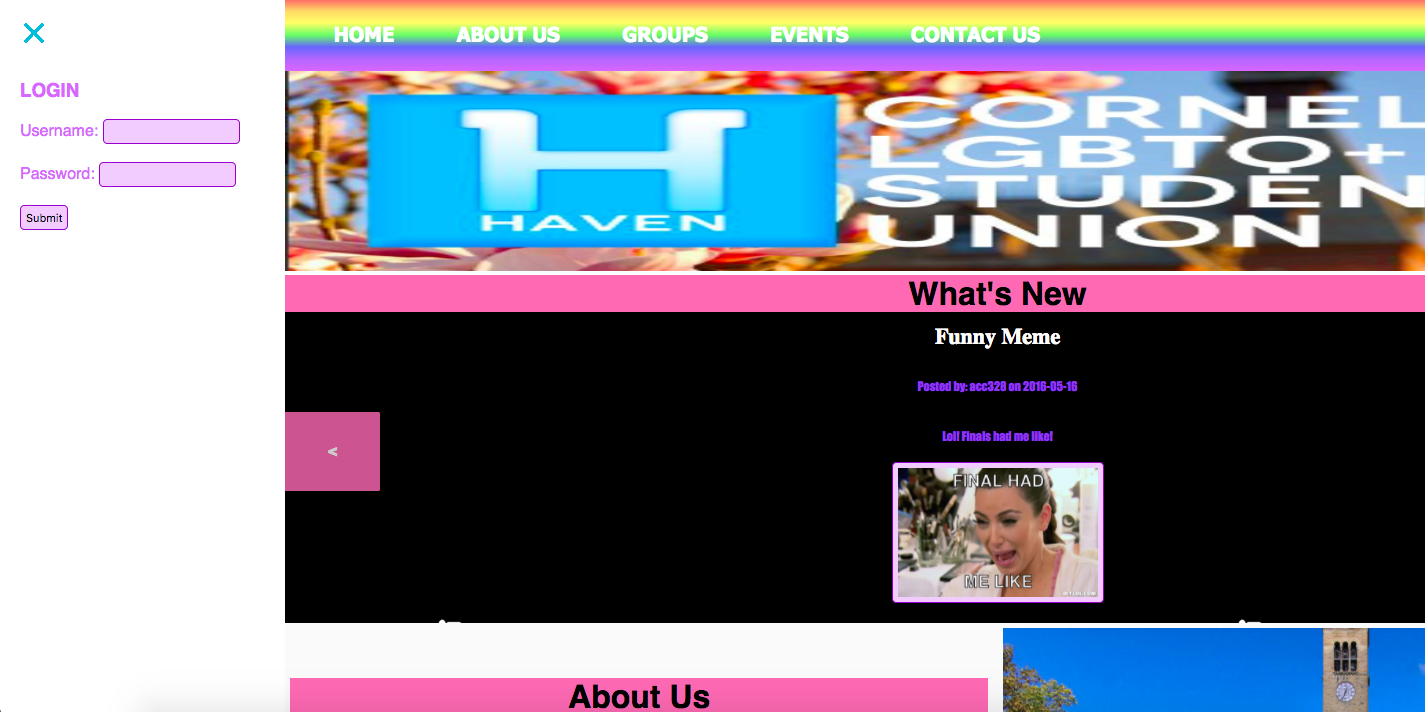 LOGIN
Username:
Password:
Submit
HOME ABOUT US GROUPS EVENTS CONTACT US
H
HAVEN
CORNEL
LGBTQ+
STUDEN
UNION
What's New
Funny Meme
Posted by: acc328 on 2016-05-16
Lol! Finals had me like!
<
FINAL HAD
ME LIKE
About Us